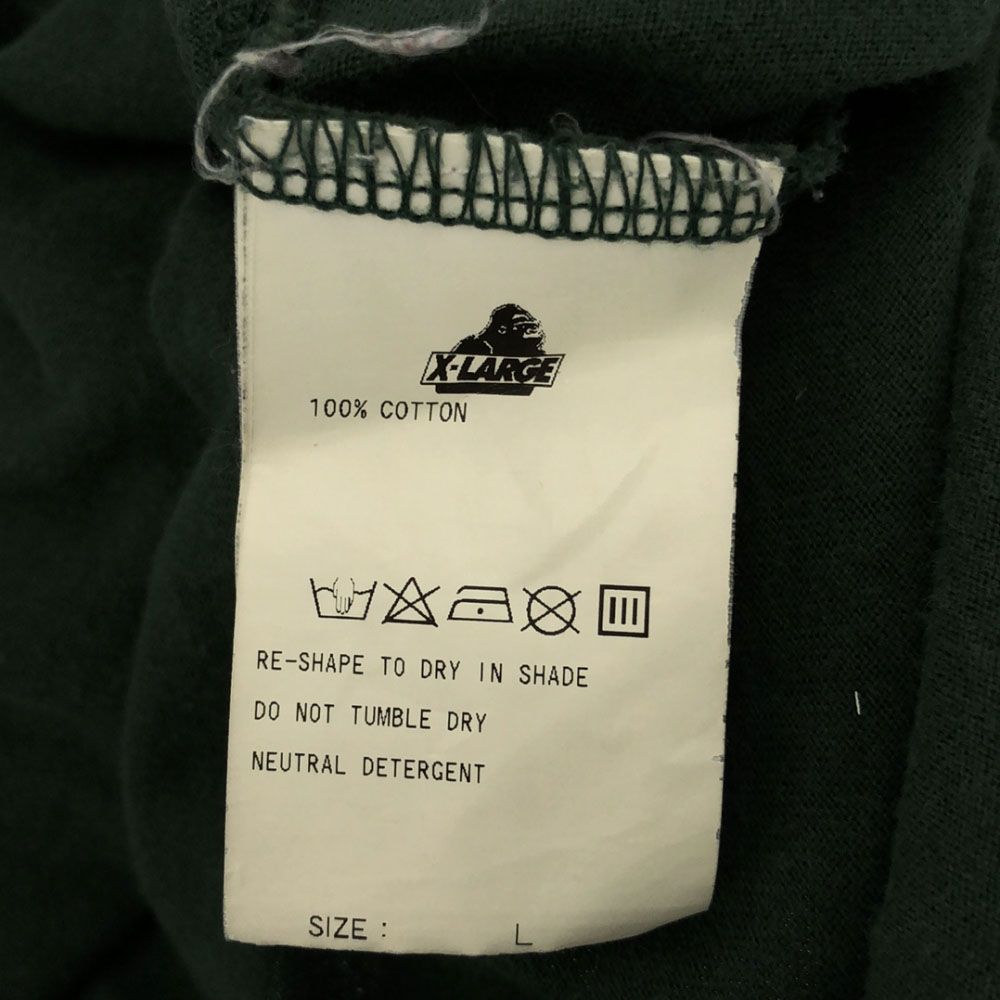 X-LARGE
100% COTTON
RE-SHAPE TO DRY IN SHADE
DO NOT TUMBLE DRY
NEUTRAL DETERGENT
SIZE : L